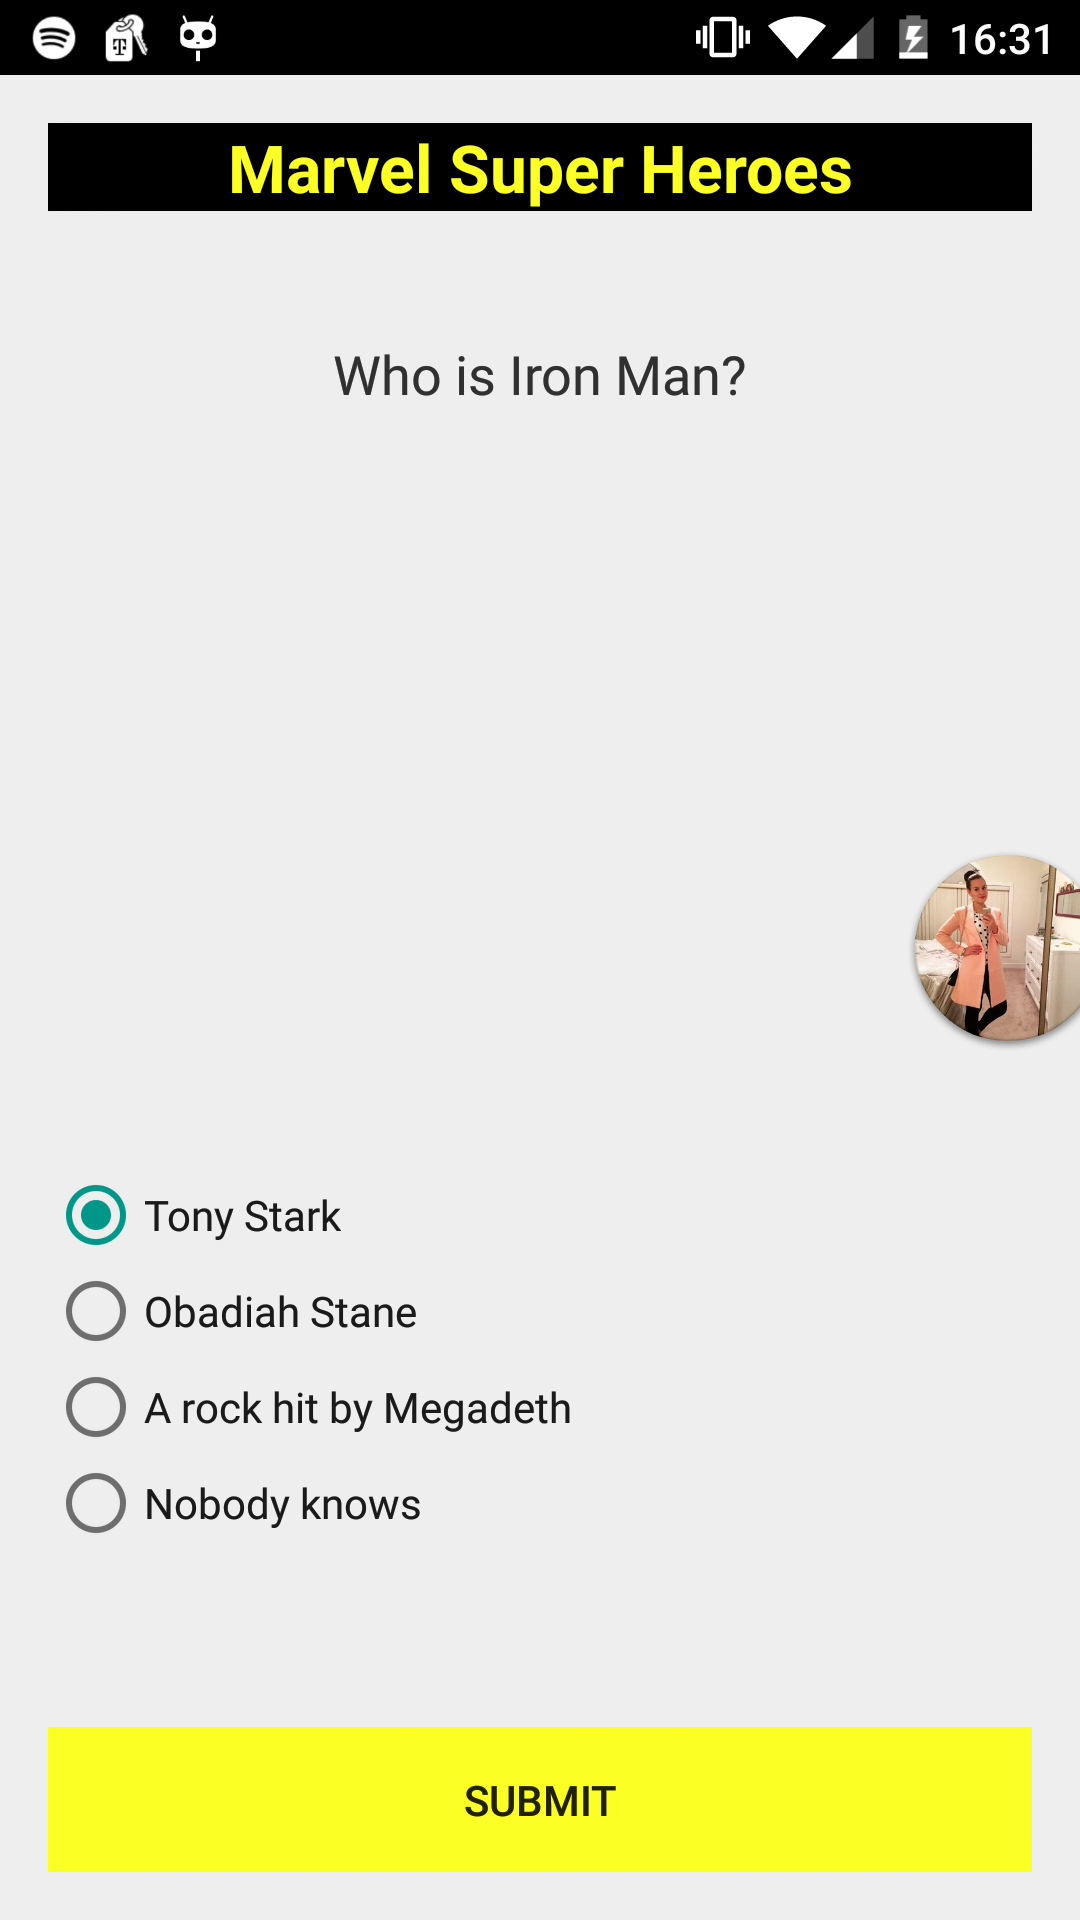 16:31
Marvel Super Heroes
Who is Iron Man?
Tony Stark
Obadiah Stane
A rock hit by Megadeth
Nobody knows
SUBMIT